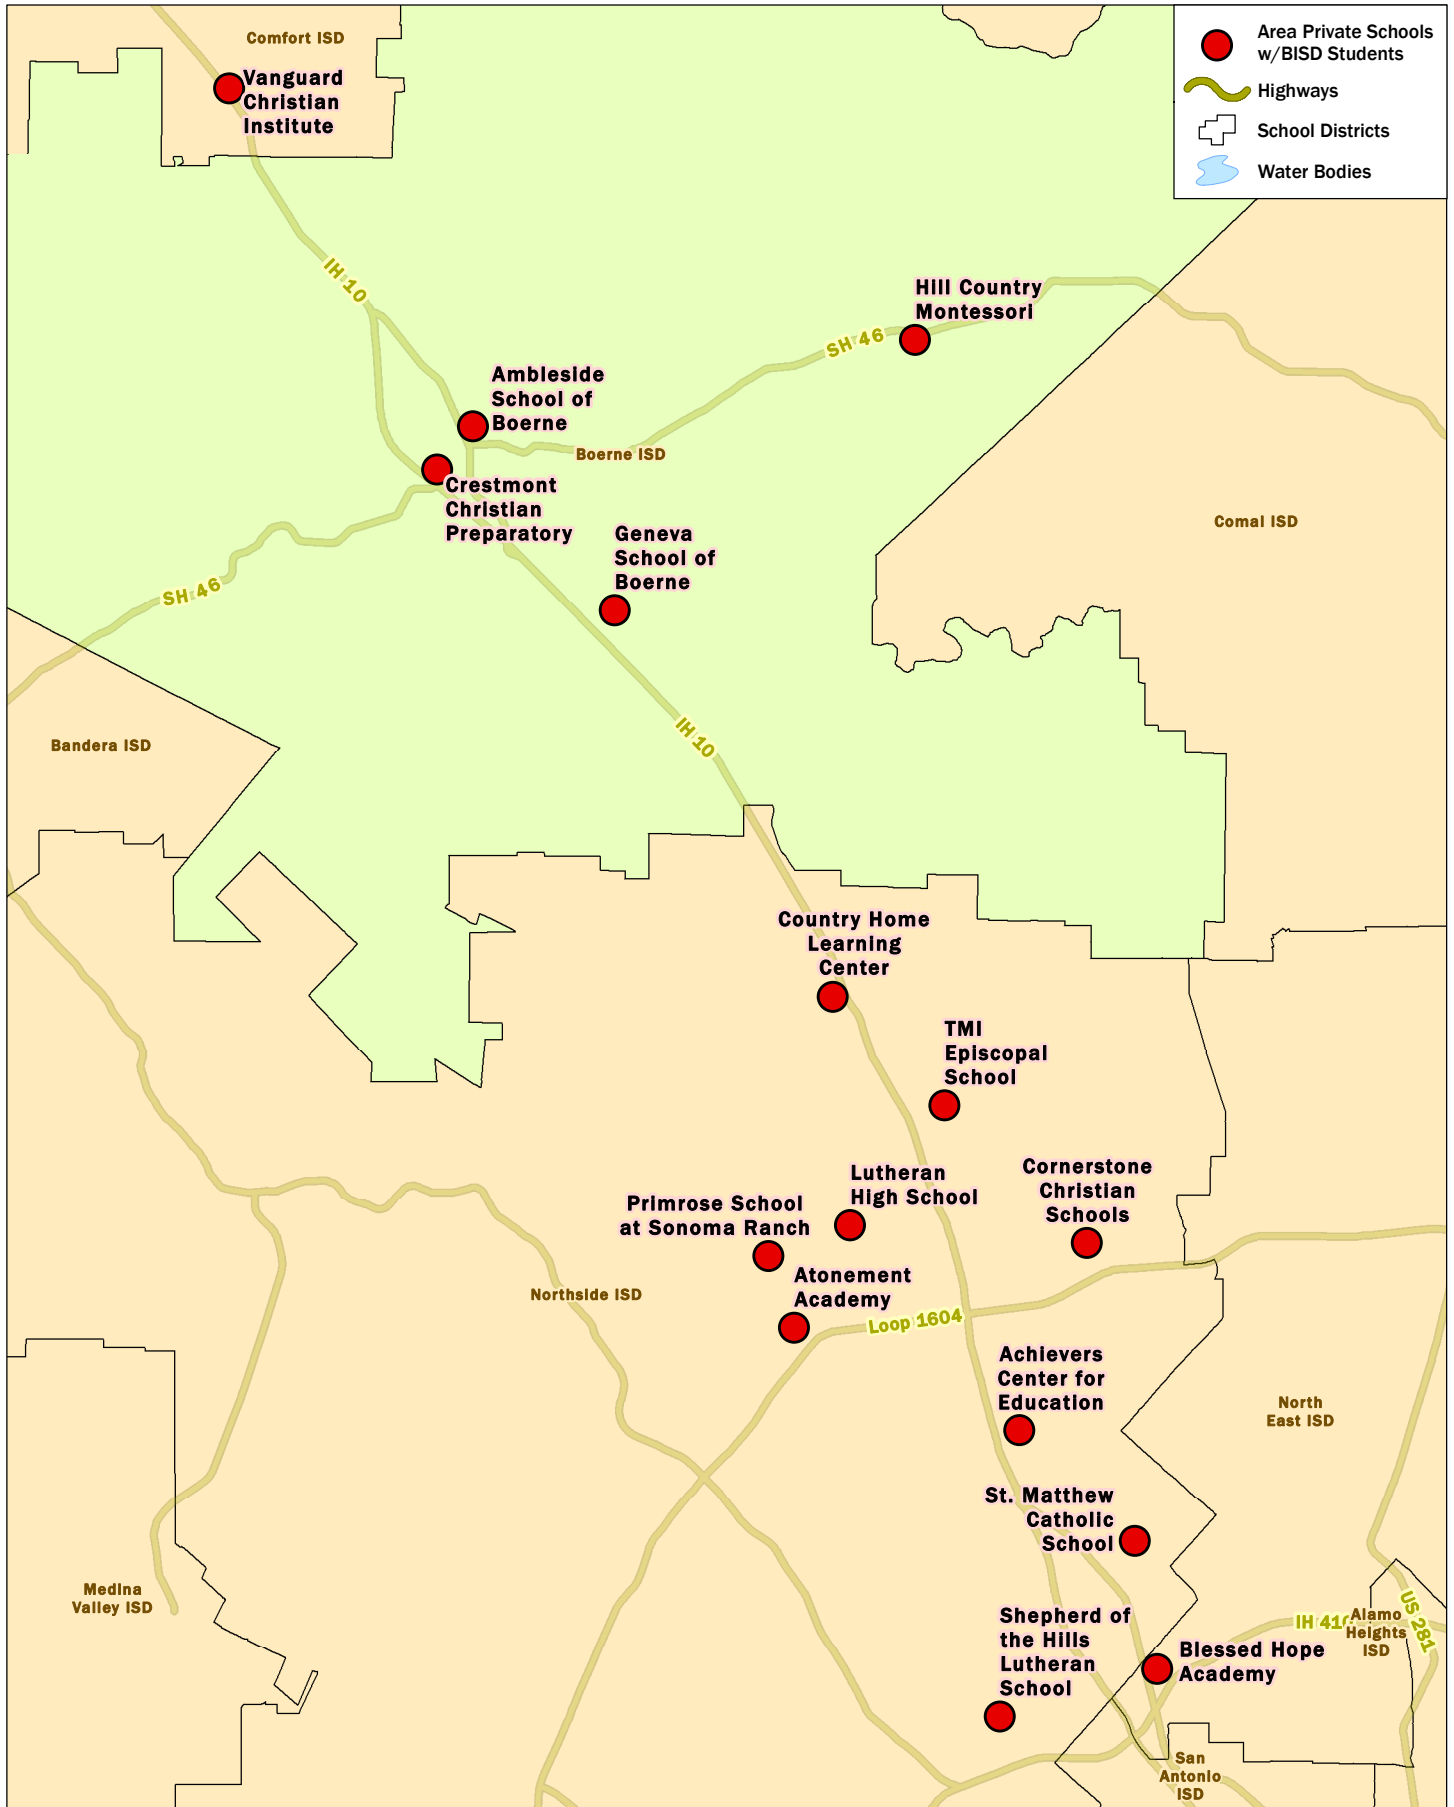 Comfort ISD
Vanguard
Christian
Institute
Area Private Schools
w/BISD Students
Highways
School Districts
Water Bodies
IH 10
Hill Country
Montessori
SH 46
Ambleside
School of
Boerne
Boerne ISD
Crestmont
Christian
Preparatory
Geneva
School of
Boerne
Comal ISD
SH 46
IH 10
Bandera ISD
Country Home
Learning
Center
TMI
Episcopal
School
Lutheran
High School
Cornerstone
Christian
Schools
Primrose School
at Sonoma Ranch
Atonement
Academy
Northside ISD
Loop 1604
Achievers
Center for
Education
North
East ISD
St. Matthew
Catholic
School
Medina
Valley ISD
Shepherd of
the Hills
Lutheran
School
IH 410
Alamo
Heights
ISD
US 281
Blessed Hope
Academy
San
Antonio
ISD